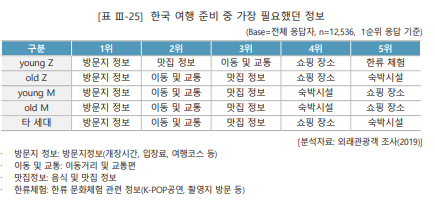 [표 Ⅲ-25] 한국 여행 준비 중 가장 필요했던 정보
(Base=전체 응답자, n=12,536, 1순위 응답 기준)
구분 1위 2위 3위 4위 5위
young Z 방문지 정보 맛집 정보 이동 및 교통 쇼핑 장소 한류 체험
old Z 방문지 정보 이동 및 교통 맛집 정보 쇼핑 장소 숙박시설
young M 방문지 정보 이동 및 교통 맛집 정보 숙박시설 쇼핑 장소
old M 방문지 정보 이동 및 교통 맛집 정보 숙박시설 쇼핑 장소
타 세대 방문지 정보 이동 및 교통 맛집 정보 쇼핑 장소 숙박시설
[분석자료: 외래관광객 조사(2019)]
· 방문지 정보: 방문지정보(개장시간, 입장료, 여행코스 등)
· 이동 및 교통: 이동거리 및 교통편
· 맛집정보: 음식 및 맛집 정보
· 한류체험: 한류 문화체험 관련 정보(K-POP공연, 촬영지 방문 등)